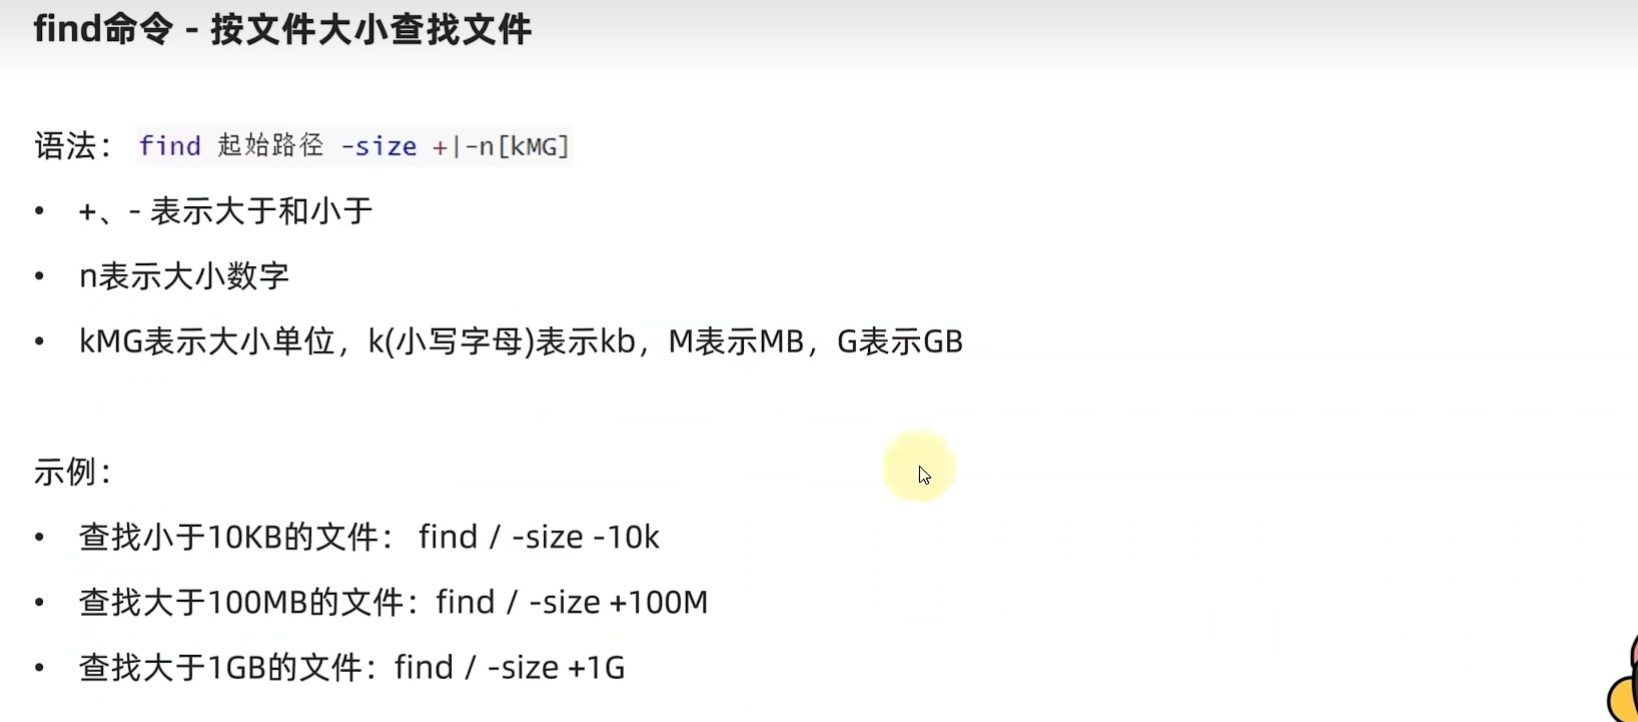 find命令 - 按文件大小查找文件
语法： find 起始路径 -size +|-n[kMG]
• +、- 表示大于和小于
• n表示大小数字
• kMG表示大小单位，k(小写字母)表示kb，M表示MB，G表示GB
示例：
• 查找小于10KB的文件： find / -size -10k
• 查找大于100MB的文件：find / -size +100M
• 查找大于1GB的文件：find / -size +1G